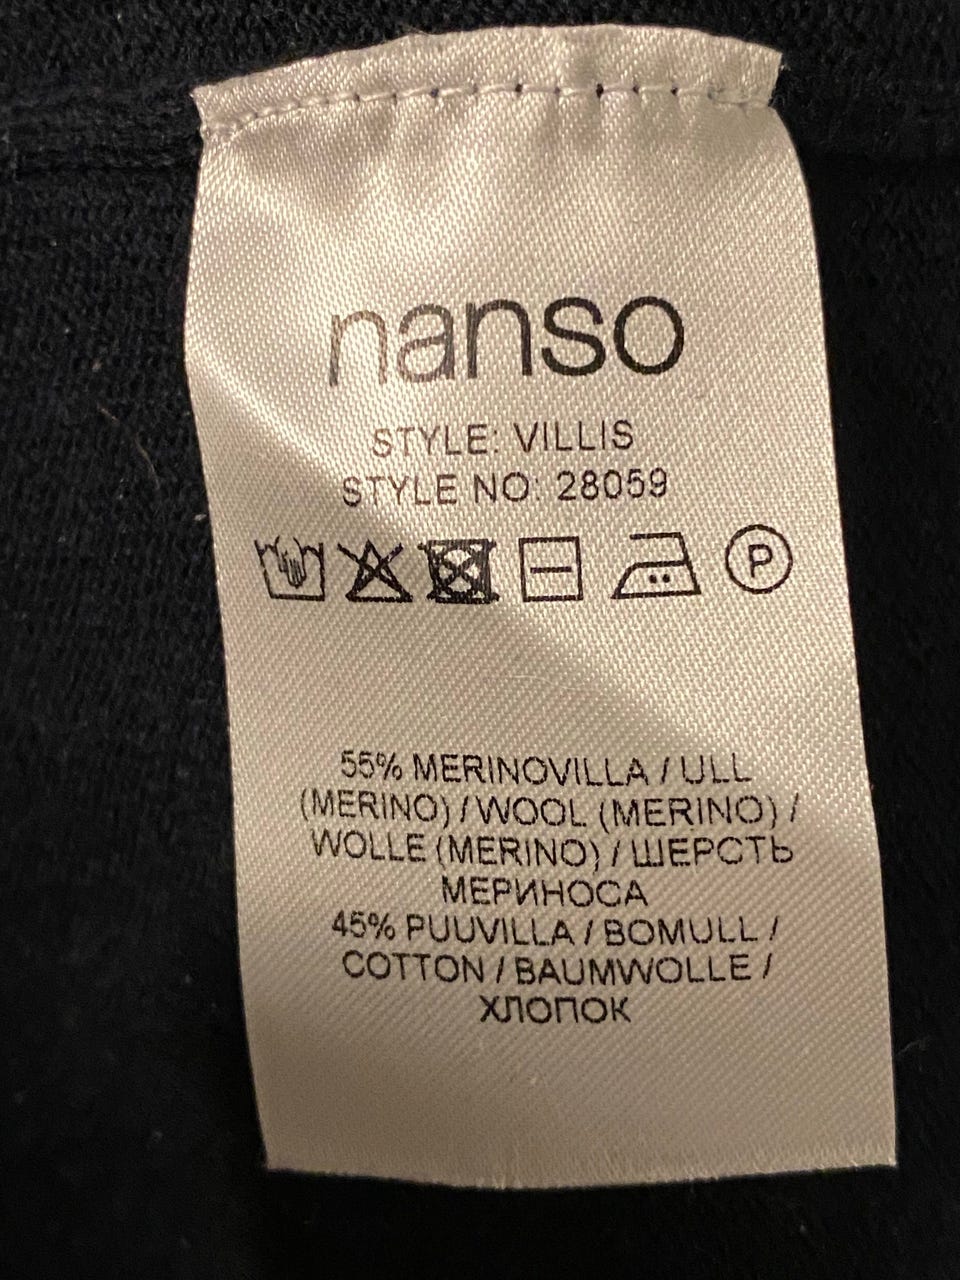 nanso
STYLE: VILLIS
STYLE NO: 28059
P
55% MERINOVILLA / ULL
(MERINO) / WOOL (MERINO) /
WOLLE (MERINO) / ШЕРСТЬ
МЕРИНОСА
45% PUUVILLA / BOMULL /
COTTON / BAUMWOLLE /
ХЛОПОК